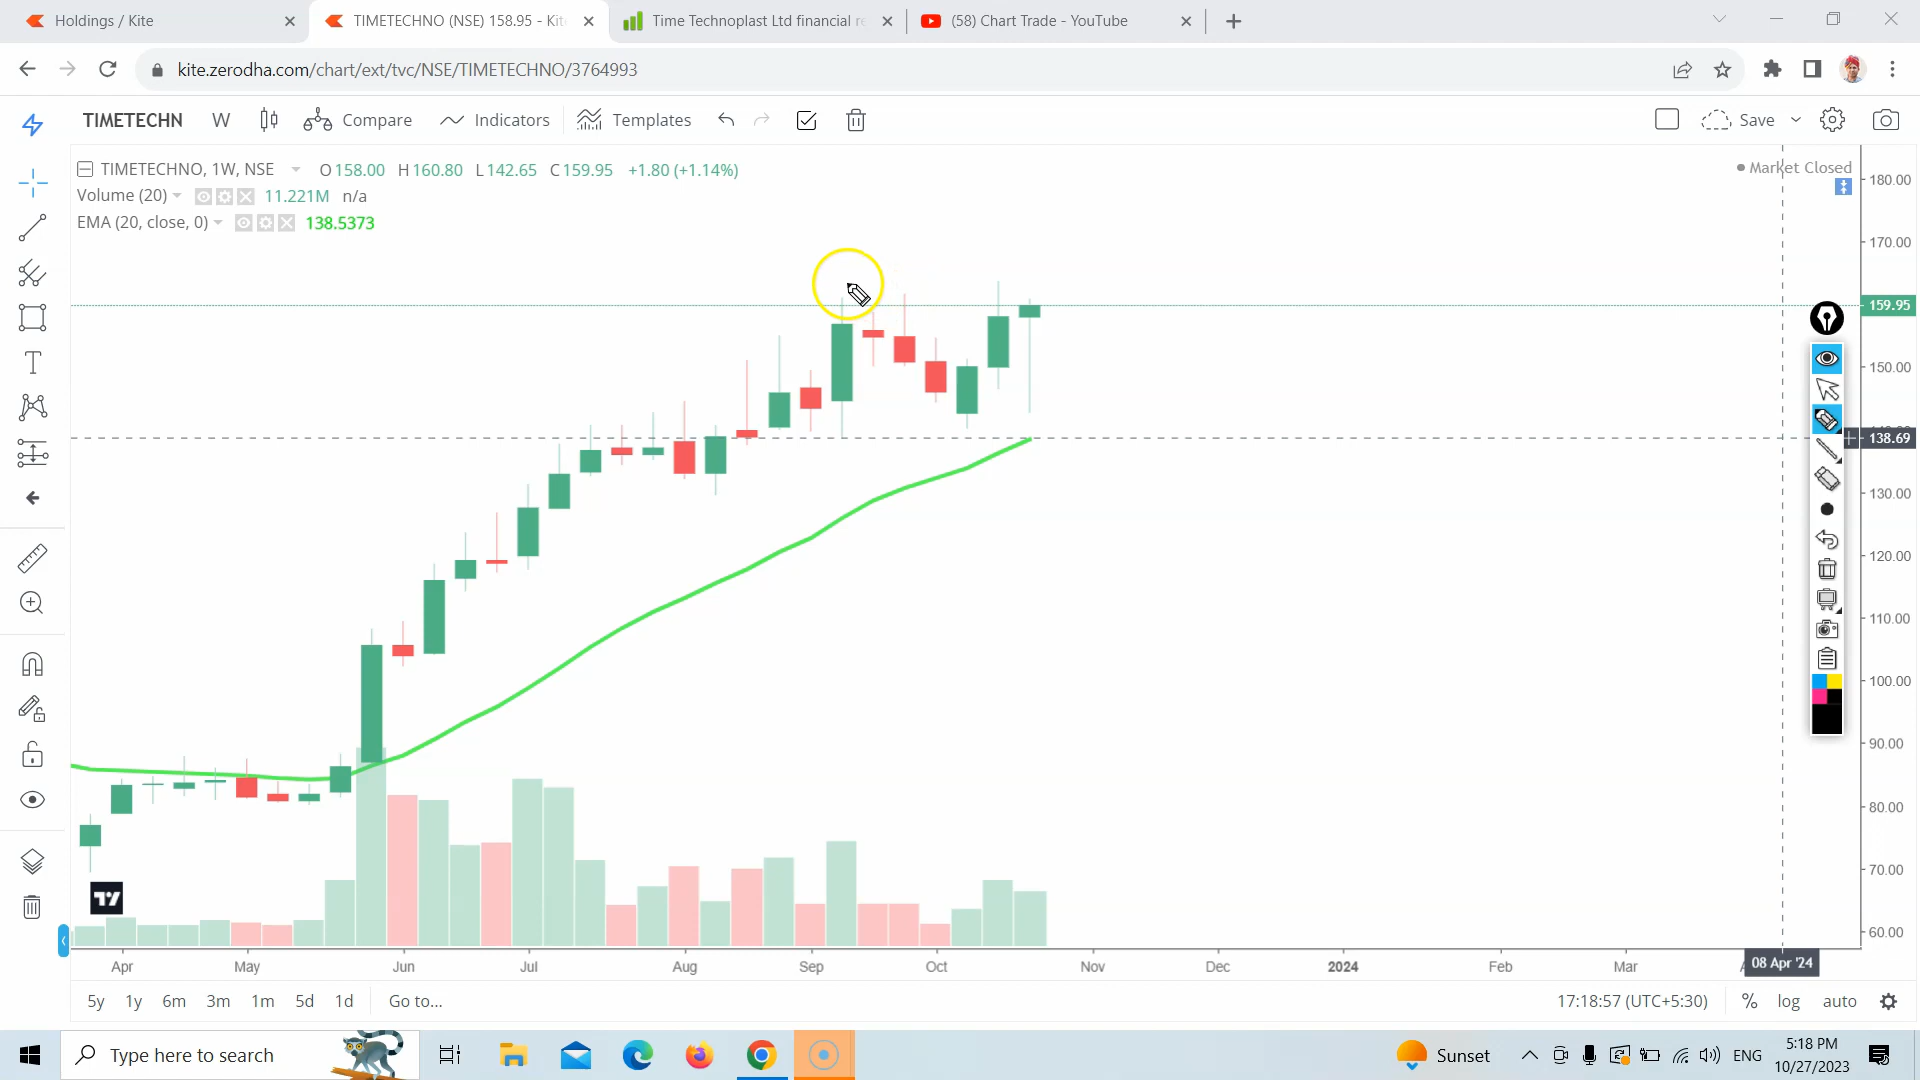 Holdings / Kite
TIMETECHNO (NSE) 158.95 - Kit
Time Technoplast Ltd financial re
(58) Chart Trade - YouTube
kite.zerodha.com/chart/ext/tvc/NSE/TIMETECHNO/3764993
TIMETECHN W Compare Indicators Templates Save
TIMETECHNO, 1W, NSE O158.00 H160.80 L142.65 C159.95 +1.80 (+1.14%)
Market Closed
Volume (20) 11.221M n/a
EMA (20, close, 0) 138.5373
180.00
170.00
159.95
150.00
138.69
130.00
120.00
110.00
100.00
90.00
80.00
70.00
60.00
Apr May Jun Jul Aug Sep Oct Nov Dec 2024 Feb Mar
08 Apr '24
5y 1y 6m 3m 1m 5d 1d Go to...
17:18:57 (UTC+5:30) % log auto
Type here to search
Sunset
ENG
5:18 PM
10/27/2023